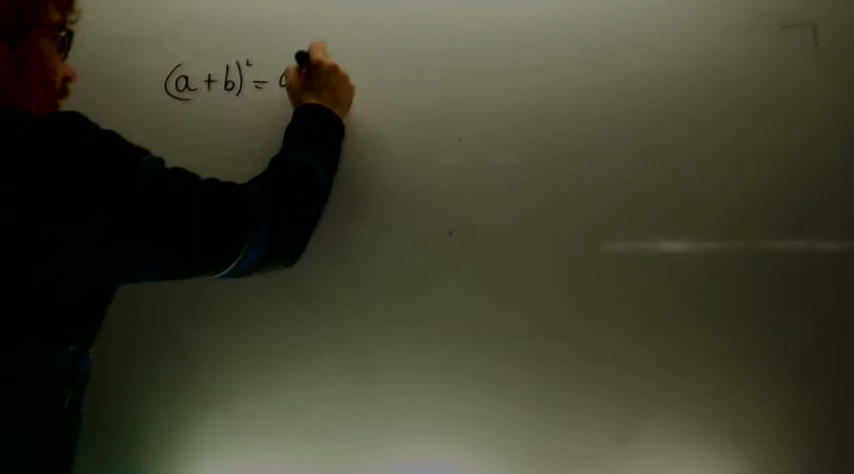 (a+b)² =